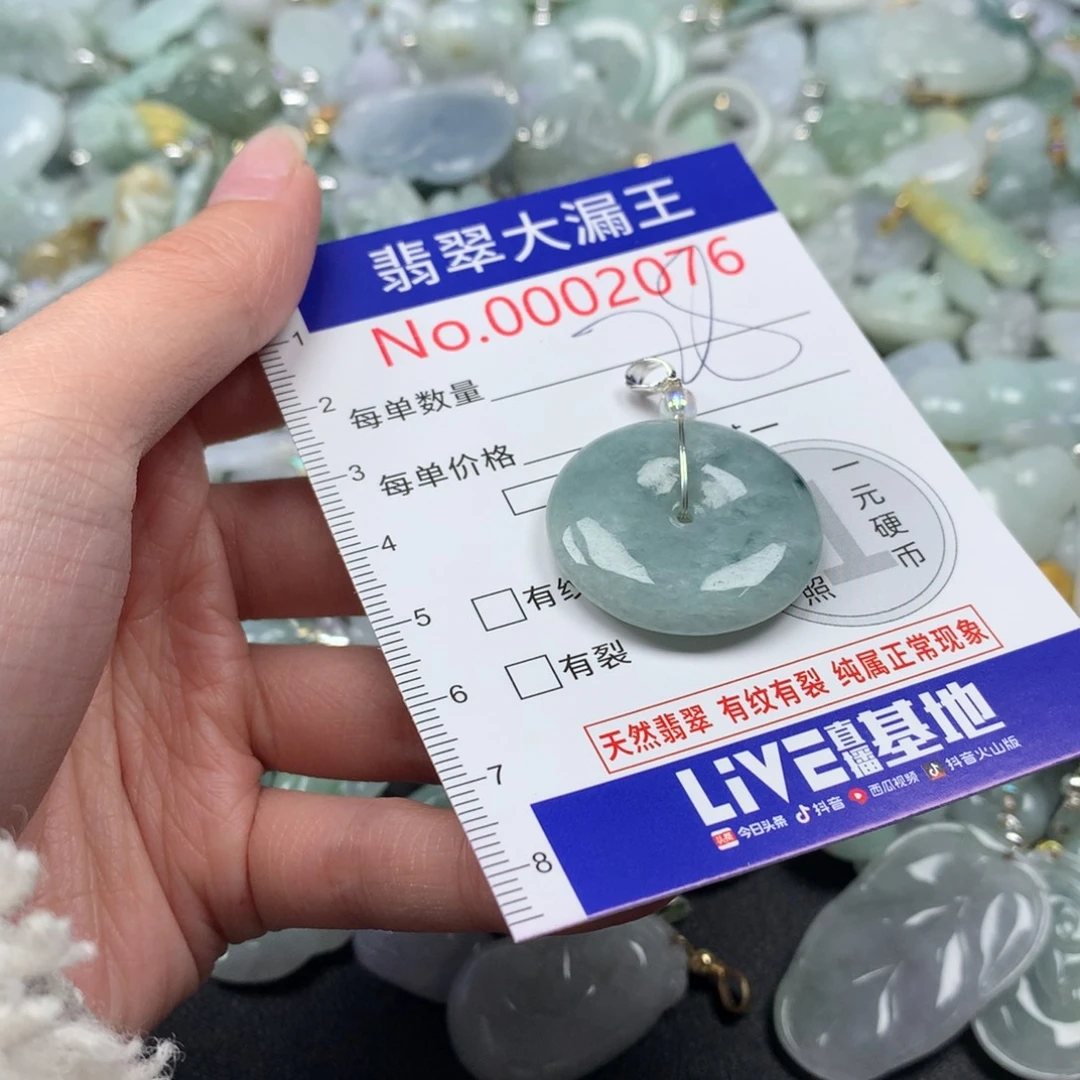 翡翠大漏王
No.0002076
每单数量
每单价格
一元硬币
照
有纹
有裂
天然翡翠 有纹有裂 纯属正常现象
LiVE直播基地
头条 今日头条 抖音 西瓜视频 抖音火山版
1
2
3
4
5
6
7
8